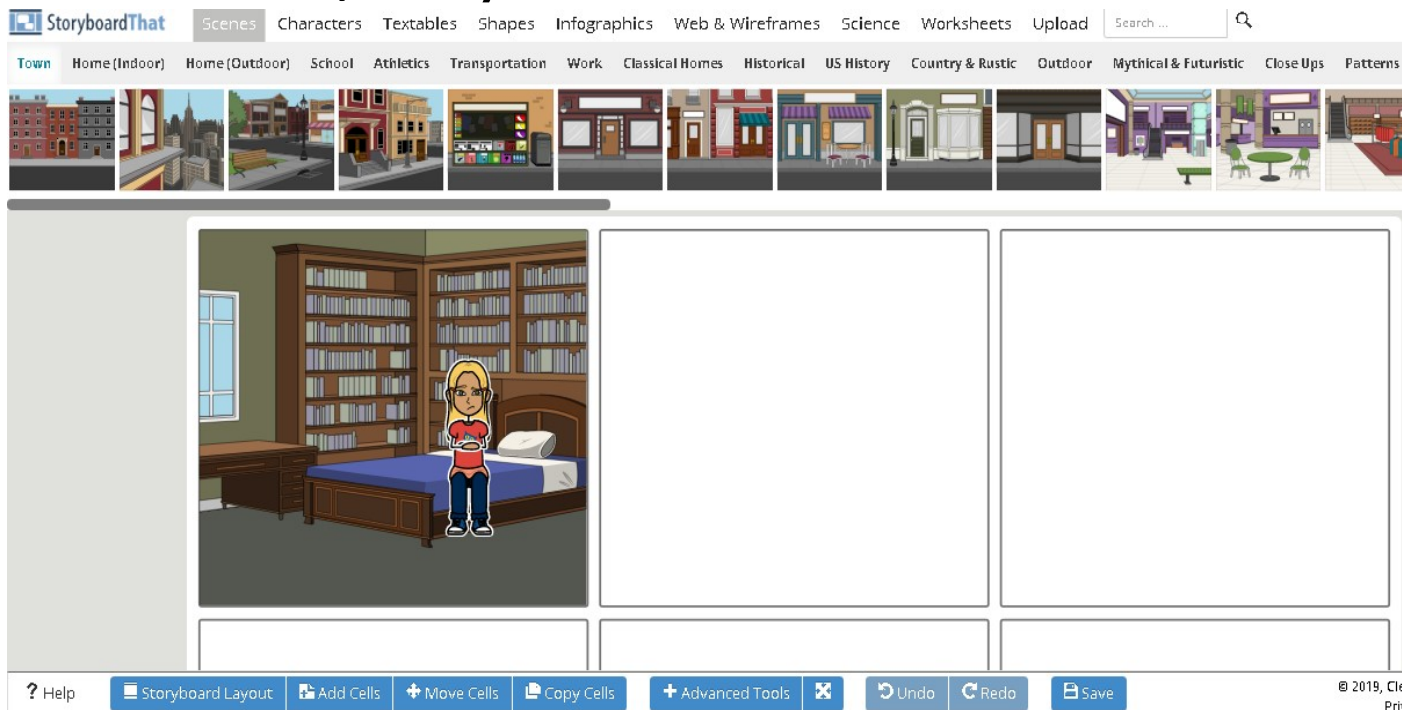 StoryboardThat Scenes Characters Textables Shapes Infographics Web & Wireframes Science Worksheets Upload Search ...
Town Home (Indoor) Home (Outdoor) School Athletics Transportation Work Classical Homes Historical US History Country & Rustic Outdoor Mythical & Futuristic Close Ups Patterns
? Help Storyboard Layout Add Cells Move Cells Copy Cells Advanced Tools Undo Redo Save © 2019, Cle
Pri